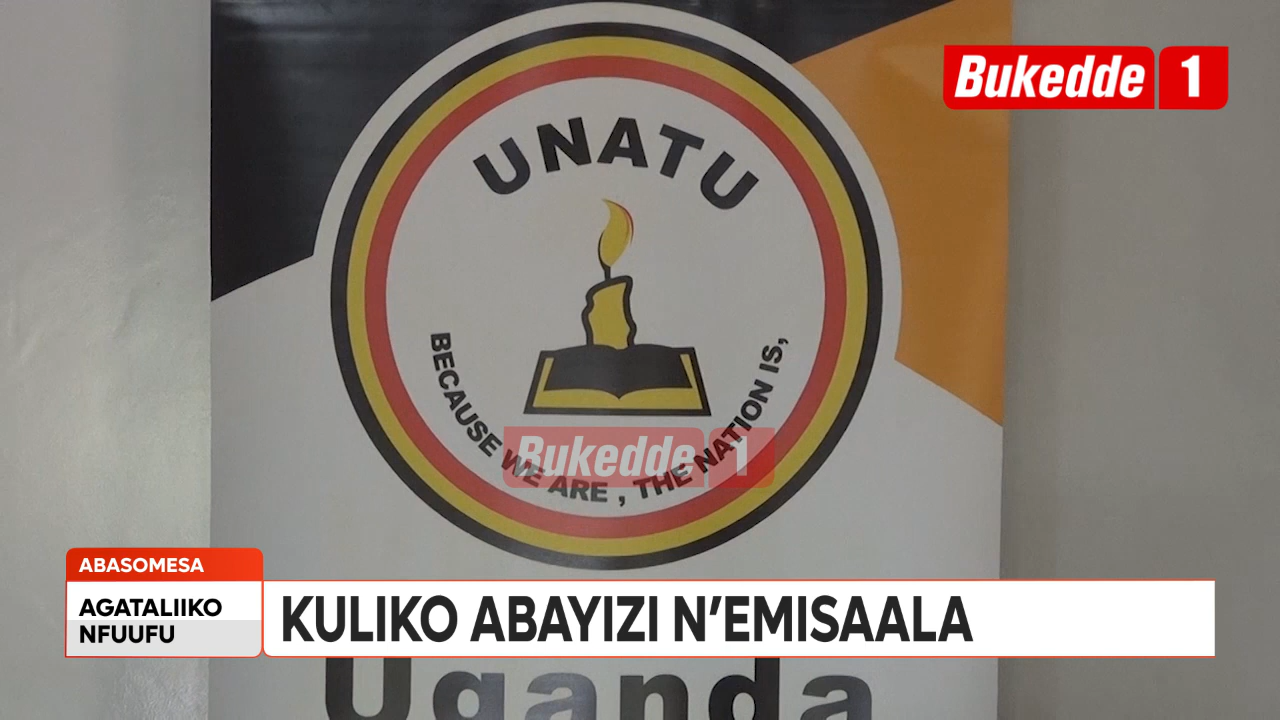 Bukedde 1
UNATU
BECAUSE WE ARE , THE NATION IS,
Bukedde 1
ABASOMESA
AGATALIIKO
NFUUFU
KULIKO ABAYIZI N’EMISAALA
Uganda